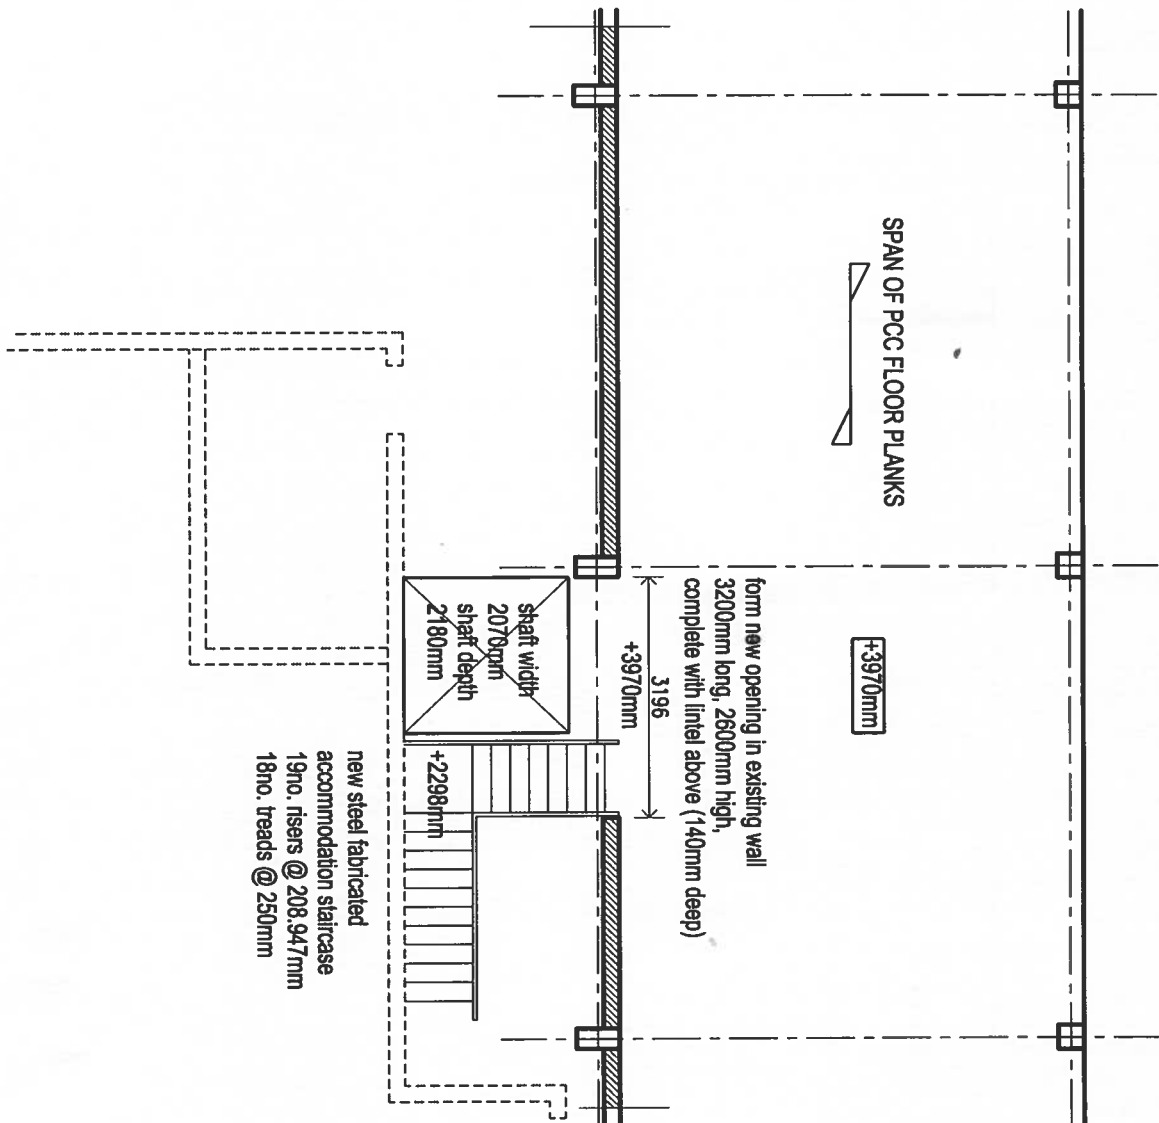 SPAN OF PCC FLOOR PLANKS
+3970mm
form new opening in existing wall
3200mm long, 2600mm high,
complete with lintel above (140mm deep)
3196
+3970mm
shaft width
2070mm
shaft depth
2180mm
+2298mm
new steel fabricated
accommodation staircase
19no. risers @ 208.947mm
18no. treads @ 250mm